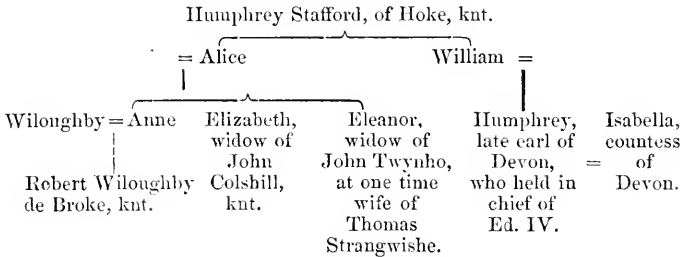 Humphrey Stafford, of Hoke, knt.
= Alice William =
Wiloughby = Anne Elizabeth, Eleanor, Humphrey, Isabella,
widow of widow of late earl of countess
John John Twynho, Devon, = of
Robert Wiloughby Colshill, at one time who held in Devon.
de Broke, knt. knt. wife of chief of
Thomas Ed. IV.
Strangwishe.